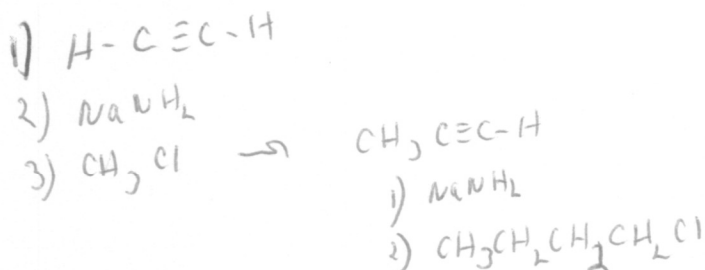 1) H-C≡C-H
2) NaNH₂
3) CH₃Cl → CH₃C≡C-H
1) NaNH₂
2) CH₃CH₂CH₂CH₂Cl